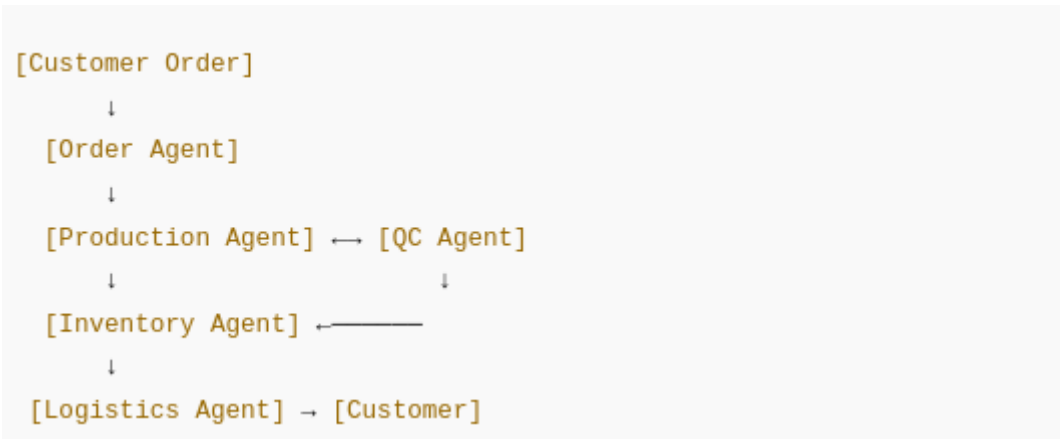 [Customer Order]
↓
[Order Agent]
↓
[Production Agent] ←→ [QC Agent]
↓ ↓
[Inventory Agent] ←──────
↓
[Logistics Agent] → [Customer]